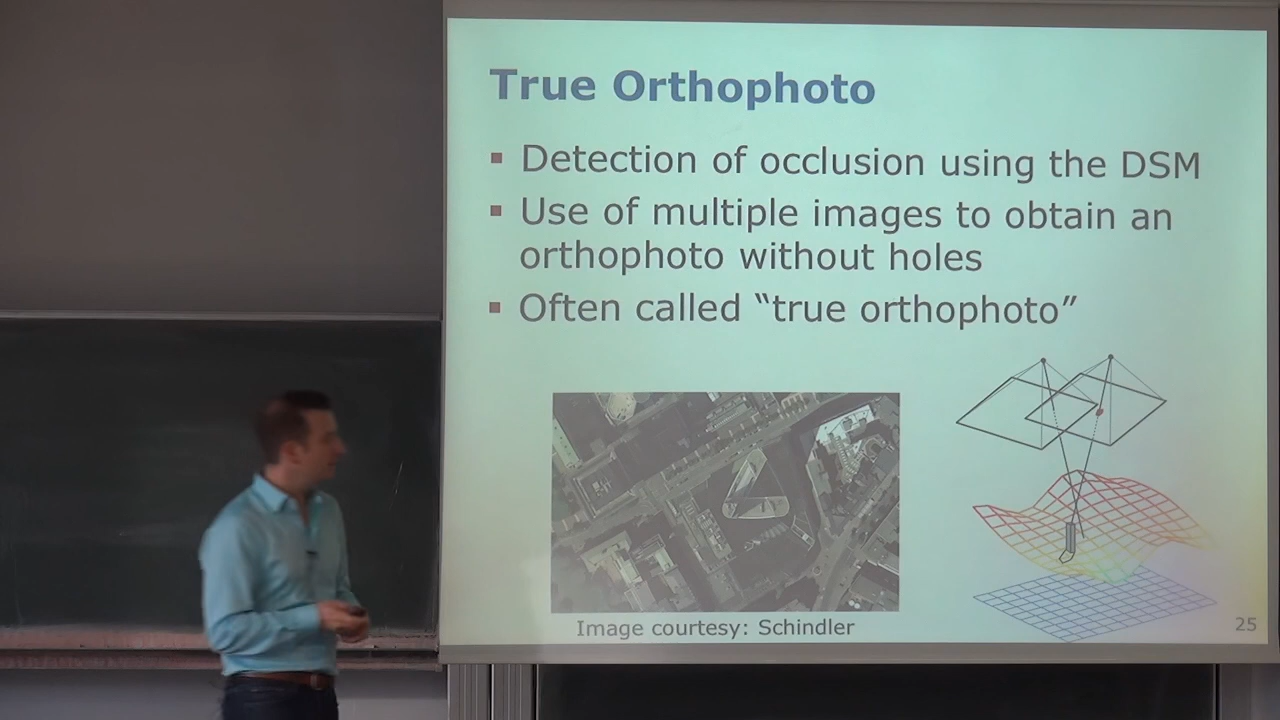 True Orthophoto
▪ Detection of occlusion using the DSM
▪ Use of multiple images to obtain an
orthophoto without holes
▪ Often called “true orthophoto”
Image courtesy: Schindler
25